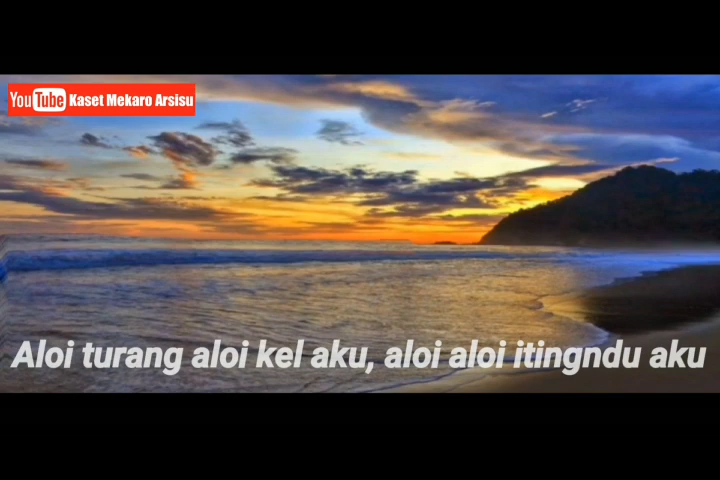 YouTube Kaset Mekaro Arsisu
Aloi turang aloi kel aku, aloi aloi itingndu aku